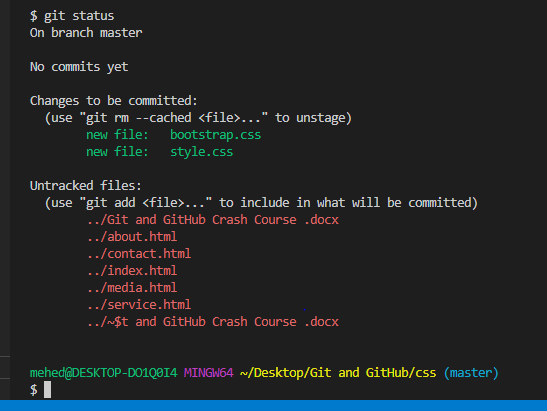 $ git status
On branch master

No commits yet

Changes to be committed:
  (use "git rm --cached <file>..." to unstage)
        new file:   bootstrap.css
        new file:   style.css

Untracked files:
  (use "git add <file>..." to include in what will be committed)
        ../Git and GitHub Crash Course .docx
        ../about.html
        ../contact.html
        ../index.html
        ../media.html
        ../service.html
        ../~$t and GitHub Crash Course .docx

mehed@DESKTOP-DO1Q0I4 MINGW64 ~/Desktop/Git and GitHub/css (master)
$